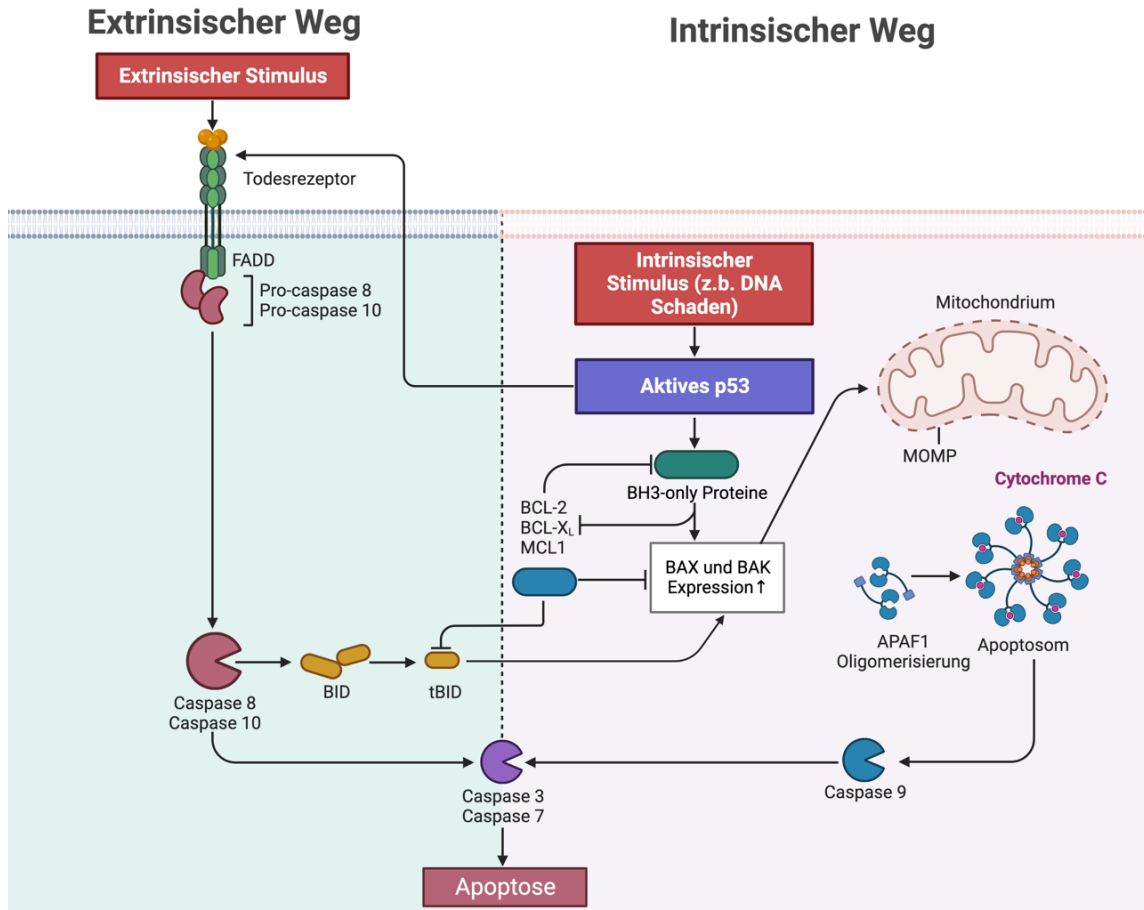 Extrinsischer Weg
Intrinsischer Weg
Extrinsischer Stimulus
Todesrezeptor
FADD
Pro-caspase 8
Pro-caspase 10
Intrinsischer
Stimulus (z.b. DNA
Schaden)
Mitochondrium
Aktives p53
MOMP
BH3-only Proteine
Cytochrome C
BCL-2
BCL-XL
MCL1
BAX und BAK
Expression↑
APAF1
Oligomerisierung
Apoptosom
BID
tBID
Caspase 8
Caspase 10
Caspase 3
Caspase 7
Caspase 9
Apoptose